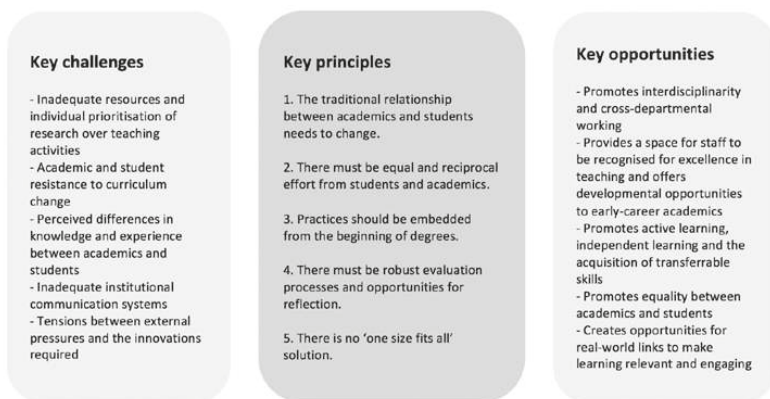 Key challenges
- Inadequate resources and
individual prioritisation of
research over teaching
activities
- Academic and student
resistance to curriculum
change
- Perceived differences in
knowledge and experience
between academics and
students
- Inadequate institutional
communication systems
- Tensions between external
pressures and the innovations
required
Key principles
1. The traditional relationship
between academics and students
needs to change.
2. There must be equal and reciprocal
effort from students and academics.
3. Practices should be embedded
from the beginning of degrees.
4. There must be robust evaluation
processes and opportunities for
reflection.
5. There is no ‘one size fits all’
solution.
Key opportunities
- Promotes interdisciplinarity
and cross-departmental
working
- Provides a space for staff to
be recognised for excellence in
teaching and offers
developmental opportunities
to early-career academics
- Promotes active learning,
independent learning and the
acquisition of transferrable
skills
- Promotes equality between
academics and students
- Creates opportunities for
real-world links to make
learning relevant and engaging